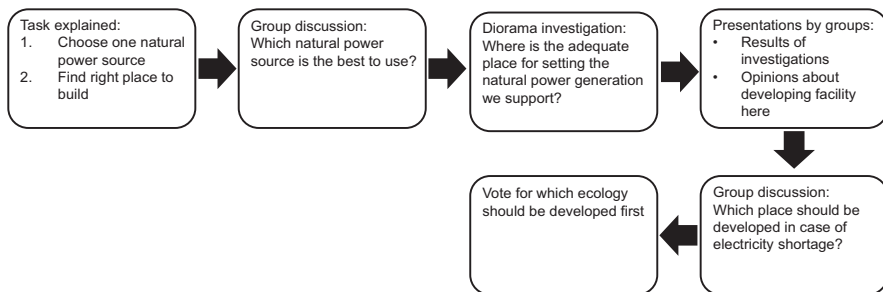 Task explained:
1. Choose one natural
power source
2. Find right place to
build
Group discussion:
Which natural power
source is the best to use?
Diorama investigation:
Where is the adequate
place for setting the
natural power generation
we support?
Presentations by groups:
• Results of
investigations
• Opinions about
developing facility
here
Group discussion:
Which place should be
developed in case of
electricity shortage?
Vote for which ecology
should be developed first